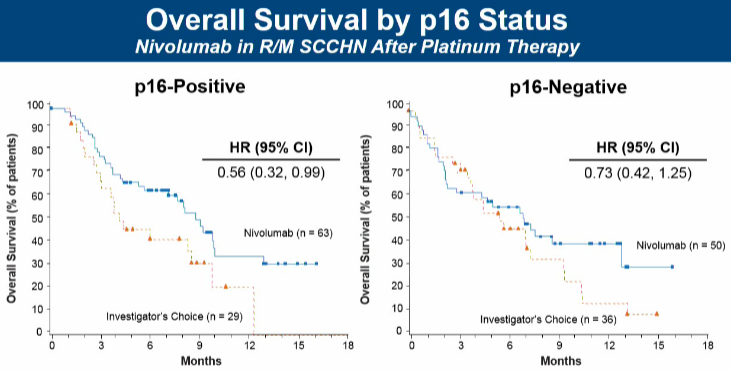 Overall Survival by p16 Status
Nivolumab in R/M SCCHN After Platinum Therapy
p16-Positive
Overall Survival (% of patients)
100
90
80
70
60
50
40
30
20
10
0
HR (95% CI)
0.56 (0.32, 0.99)
Nivolumab (n = 63)
Investigator's Choice (n = 29)
0 3 6 9 12 15 18
Months
p16-Negative
Overall Survival (% of patients)
100
90
80
70
60
50
40
30
20
10
0
HR (95% CI)
0.73 (0.42, 1.25)
Nivolumab (n = 50)
Investigator's Choice (n = 36)
0 3 6 9 12 15 18
Months